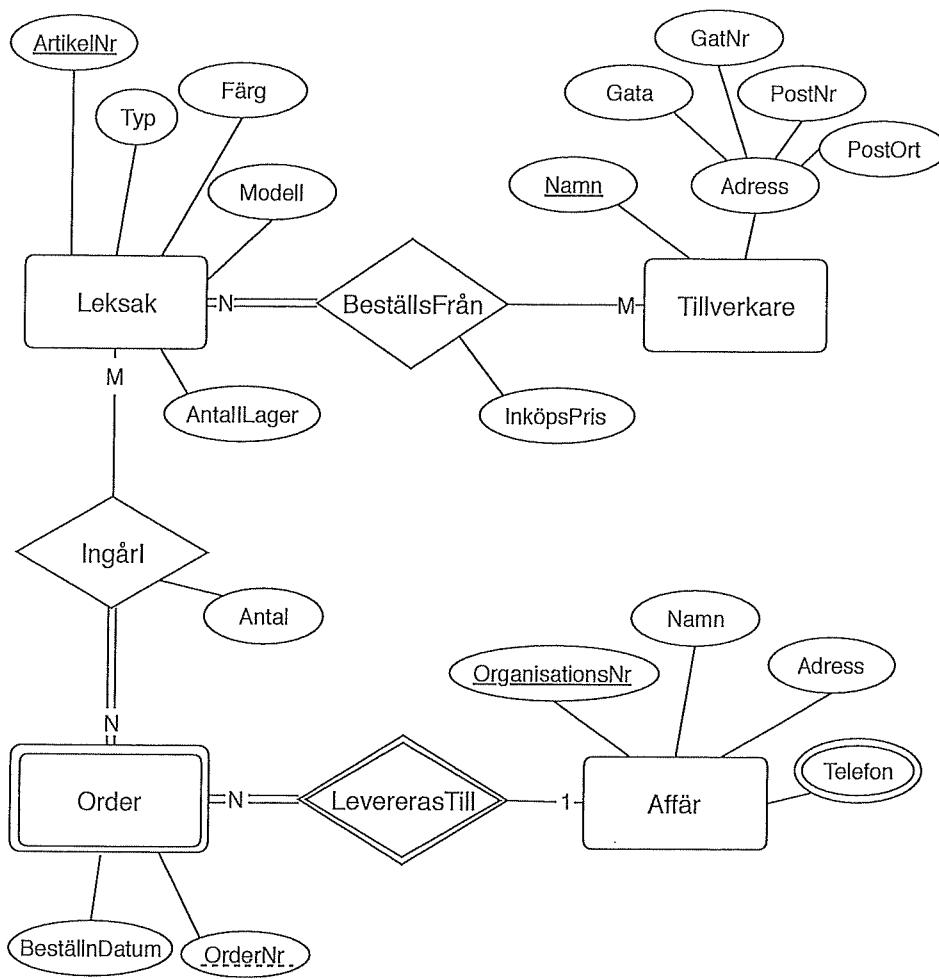 ArtikelNr
Typ
Färg
Modell
Leksak
N
BeställsFrån
M
Tillverkare
Namn
Gata
GatNr
PostNr
PostOrt
Adress
M
AntalILager
InköpsPris
IngårI
Antal
N
Order
N
LevererasTill
1
Affär
OrganisationsNr
Namn
Adress
Telefon
BeställnDatum
OrderNr